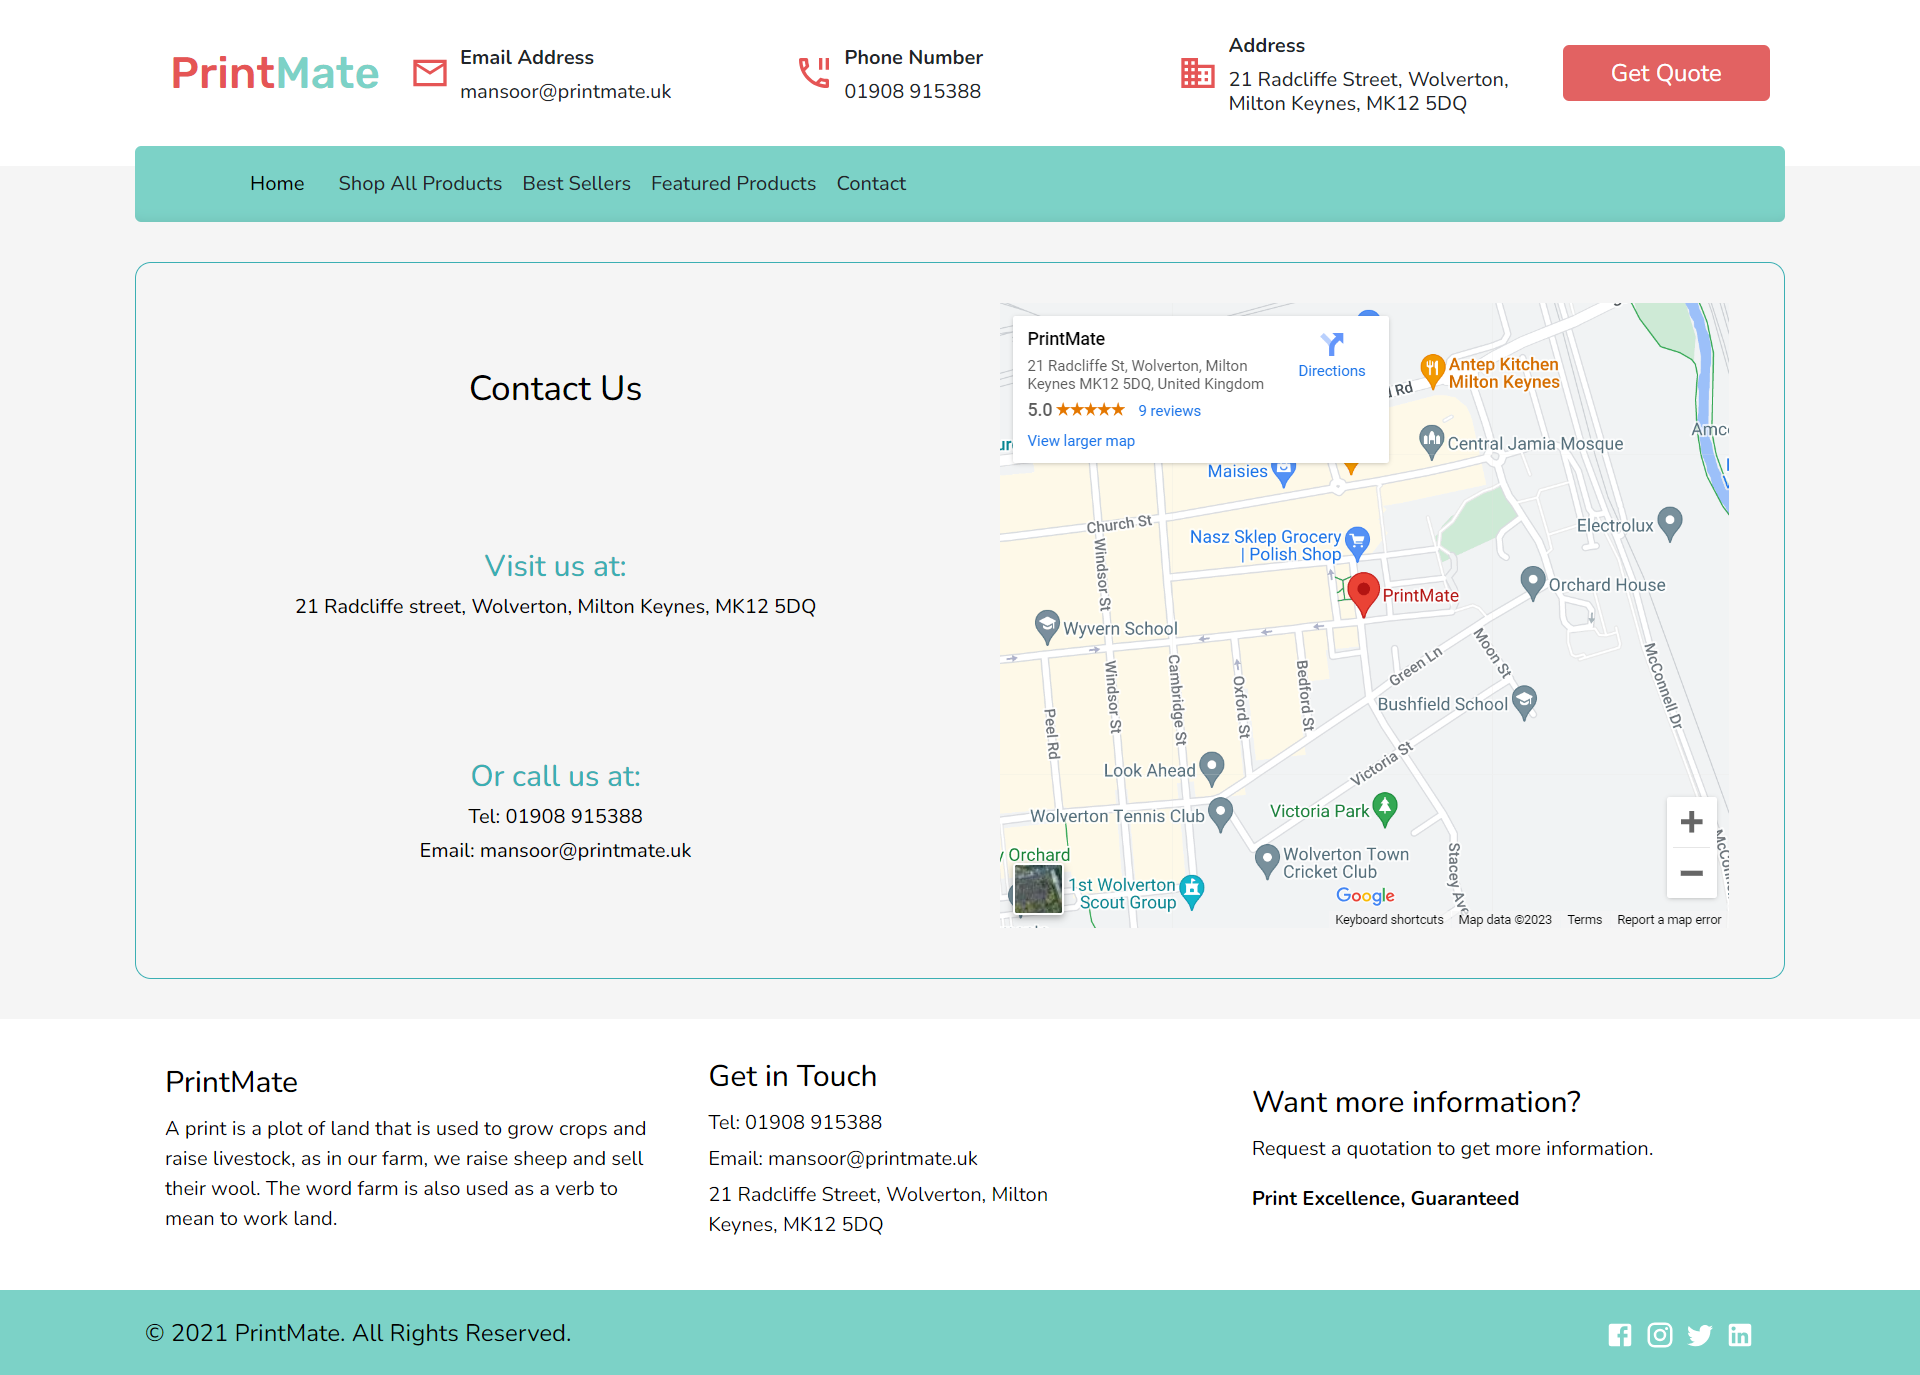 PrintMate
Email Address
mansoor@printmate.uk
Phone Number
01908 915388
Address
21 Radcliffe Street, Wolverton,
Milton Keynes, MK12 5DQ
Get Quote
Home
Shop All Products
Best Sellers
Featured Products
Contact
Contact Us
Visit us at:
21 Radcliffe street, Wolverton, Milton Keynes, MK12 5DQ
Or call us at:
Tel: 01908 915388
Email: mansoor@printmate.uk
PrintMate
21 Radcliffe St, Wolverton, Milton
Keynes MK12 5DQ, United Kingdom
5.0
9 reviews
View larger map
Directions
Rd
Antep Kitchen
Milton Keynes
Central Jamia Mosque
Maisies
Church St
Windsor St
Nasz Sklep Grocery
| Polish Shop
Electrolux
Orchard House
PrintMate
Wyvern School
Green Ln
Moon St
McConnell Dr
Windsor St
Cambridge St
Oxford St
Bedford St
Peel Rd
Bushfield School
Victoria St
Look Ahead
Wolverton Tennis Club
Victoria Park
Orchard
Wolverton Town
Cricket Club
Stacey Ave
1st Wolverton
Scout Group
Google
Keyboard shortcuts
Map data ©2023
Terms
Report a map error
PrintMate
A print is a plot of land that is used to grow crops and
raise livestock, as in our farm, we raise sheep and sell
their wool. The word farm is also used as a verb to
mean to work land.
Get in Touch
Tel: 01908 915388
Email: mansoor@printmate.uk
21 Radcliffe Street, Wolverton, Milton
Keynes, MK12 5DQ
Want more information?
Request a quotation to get more information.
Print Excellence, Guaranteed
© 2021 PrintMate. All Rights Reserved.